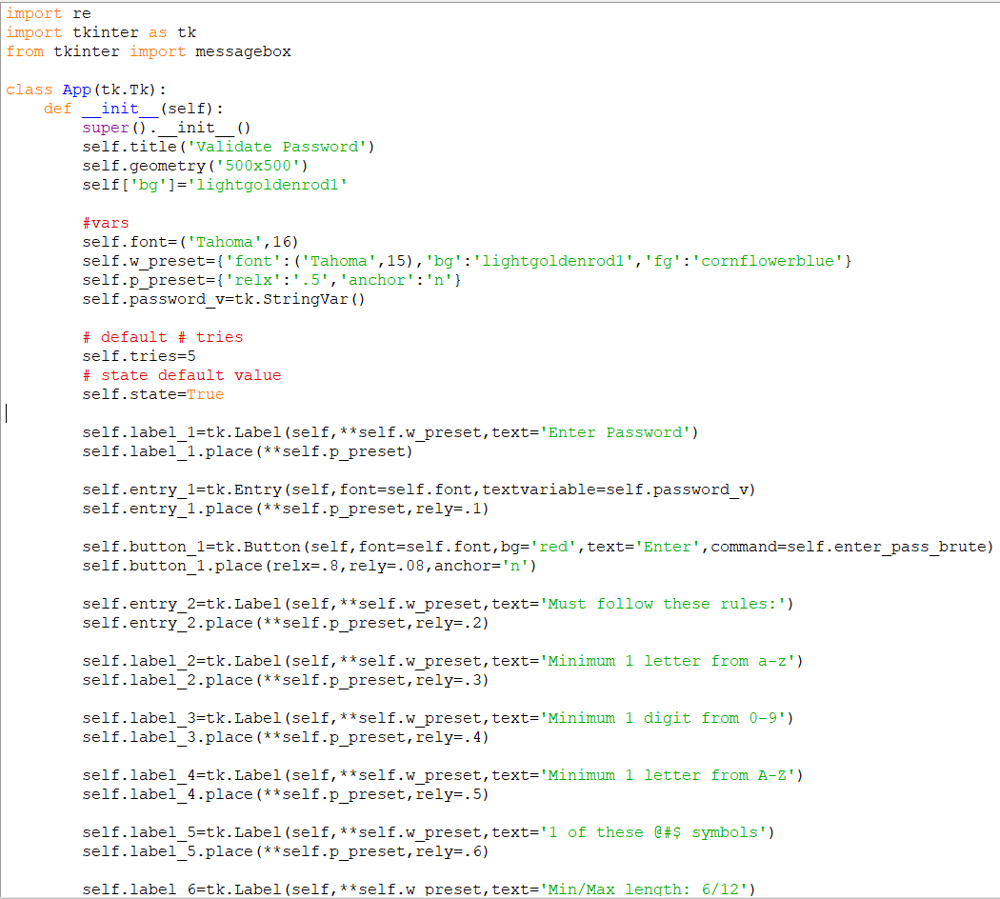 import re
import tkinter as tk
from tkinter import messagebox

class App(tk.Tk):
    def __init__(self):
        super().__init__()
        self.title('Validate Password')
        self.geometry('500x500')
        self['bg']='lightgoldenrod1'

        #vars
        self.font=('Tahoma',16)
        self.w_preset={'font':('Tahoma',15),'bg':'lightgoldenrod1','fg':'cornflowerblue'}
        self.p_preset={'relx':'.5','anchor':'n'}
        self.password_v=tk.StringVar()

        # default # tries
        self.tries=5
        # state default value
        self.state=True

        self.label_1=tk.Label(self,**self.w_preset,text='Enter Password')
        self.label_1.place(**self.p_preset)

        self.entry_1=tk.Entry(self,font=self.font,textvariable=self.password_v)
        self.entry_1.place(**self.p_preset,rely=.1)

        self.button_1=tk.Button(self,font=self.font,bg='red',text='Enter',command=self.enter_pass_brute)
        self.button_1.place(relx=.8,rely=.08,anchor='n')

        self.entry_2=tk.Label(self,**self.w_preset,text='Must follow these rules:')
        self.entry_2.place(**self.p_preset,rely=.2)

        self.label_2=tk.Label(self,**self.w_preset,text='Minimum 1 letter from a-z')
        self.label_2.place(**self.p_preset,rely=.3)

        self.label_3=tk.Label(self,**self.w_preset,text='Minimum 1 digit from 0-9')
        self.label_3.place(**self.p_preset,rely=.4)

        self.label_4=tk.Label(self,**self.w_preset,text='Minimum 1 letter from A-Z')
        self.label_4.place(**self.p_preset,rely=.5)

        self.label_5=tk.Label(self,**self.w_preset,text='1 of these @#$ symbols')
        self.label_5.place(**self.p_preset,rely=.6)

        self.label_6=tk.Label(self,**self.w_preset,text='Min/Max length: 6/12')